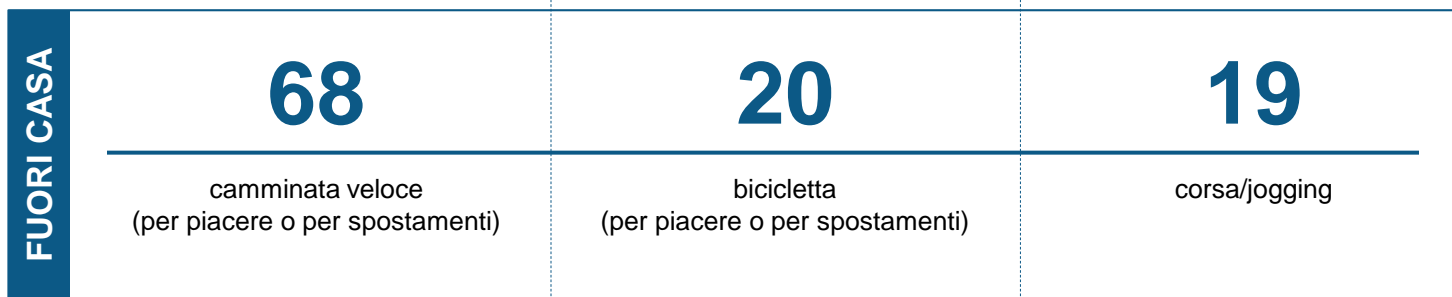 FUORI CASA
68
20
19
camminata veloce
(per piacere o per spostamenti)
bicicletta
(per piacere o per spostamenti)
corsa/jogging